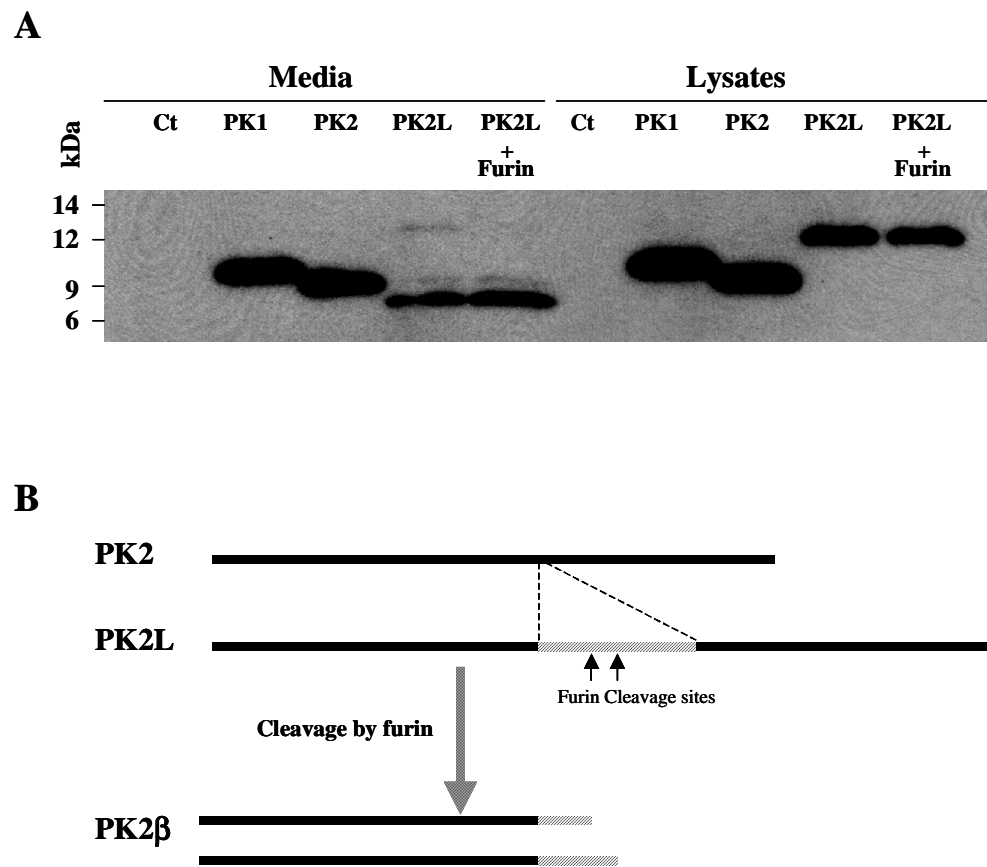 A
Media Lysates
kDa
Ct PK1 PK2 PK2L PK2L Ct PK1 PK2 PK2L PK2L
+ +
Furin Furin
14
12
9
6
B
PK2
PK2L
Furin Cleavage sites
Cleavage by furin
PK2β